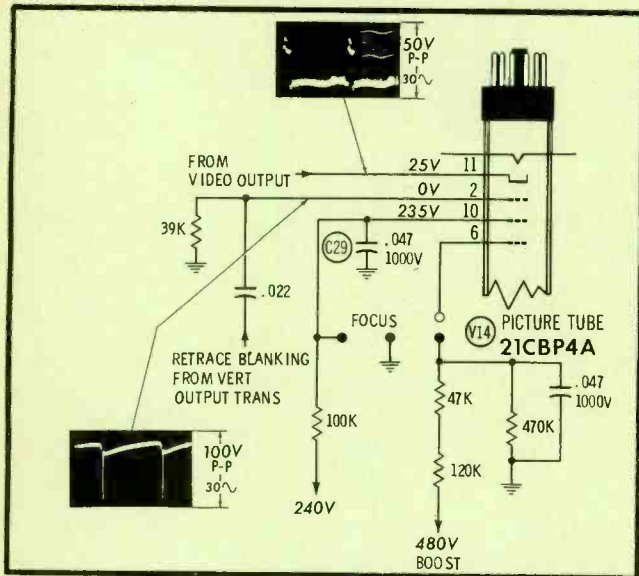 50V
P-P
30∿
FROM
VIDEO OUTPUT
25V 11
0V 2
235V 10
6
39K
C29 .047
1000V
.022
FOCUS
V14 PICTURE TUBE
21CBP4A
RETRACE BLANKING
FROM VERT
OUTPUT TRANS
100K
47K
470K
.047
1000V
120K
100V
P-P
30∿
240V
480V
BOOST